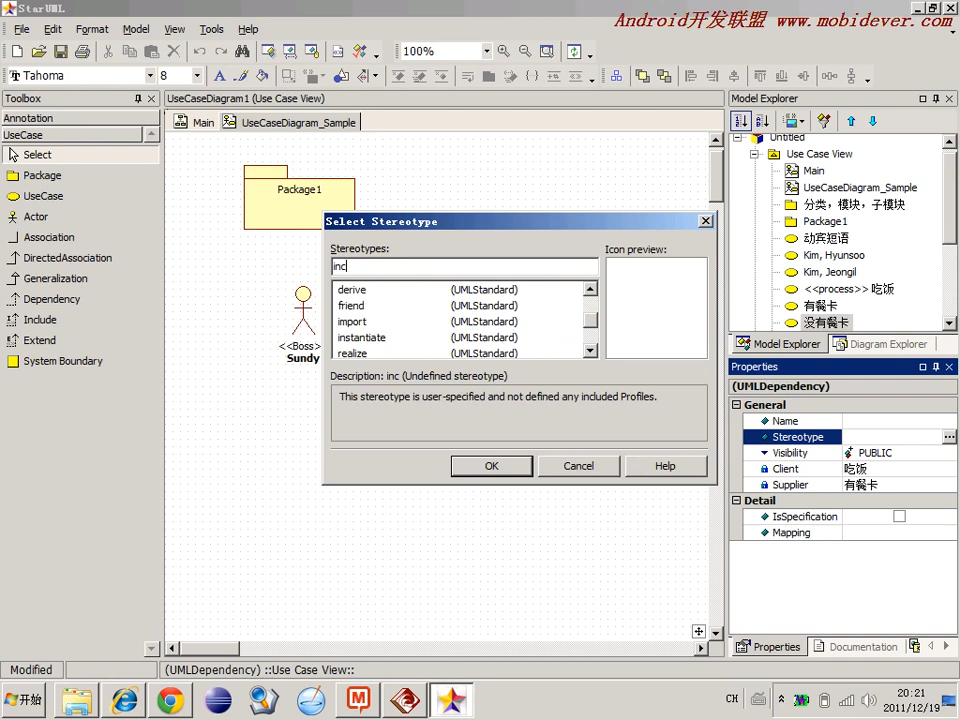 StarUML
Android开发联盟 www.mobidever.com
File Edit Format Model View Tools Help
100%
Tahoma 8
Toolbox
UseCaseDiagram1 (Use Case View)
Model Explorer
Annotation
UseCase
Main UseCaseDiagram_Sample
Select
Package
UseCase
Actor
Association
DirectedAssociation
Generalization
Dependency
Include
Extend
System Boundary
Package1
<<Boss>>
Sundy
Select Stereotype
Stereotypes:
Icon preview:
inc
derive (UMLStandard)
friend (UMLStandard)
import (UMLStandard)
instantiate (UMLStandard)
realize (UMLStandard)
Description: inc (Undefined stereotype)
This stereotype is user-specified and not defined any included Profiles.
OK Cancel Help
Untitled
Use Case View
Main
UseCaseDiagram_Sample
分类，模块，子模块
Package1
动宾短语
Kim, Hyunsoo
Kim, Jeongil
<<process>> 吃饭
有餐卡
没有餐卡
Model Explorer Diagram Explorer
Properties
(UMLDependency)
General
Name
Stereotype
Visibility PUBLIC
Client 吃饭
Supplier 有餐卡
Detail
IsSpecification
Mapping
Properties Documentation
Modified
(UMLDependency) ::Use Case View::
开始
CH
20:21
2011/12/19